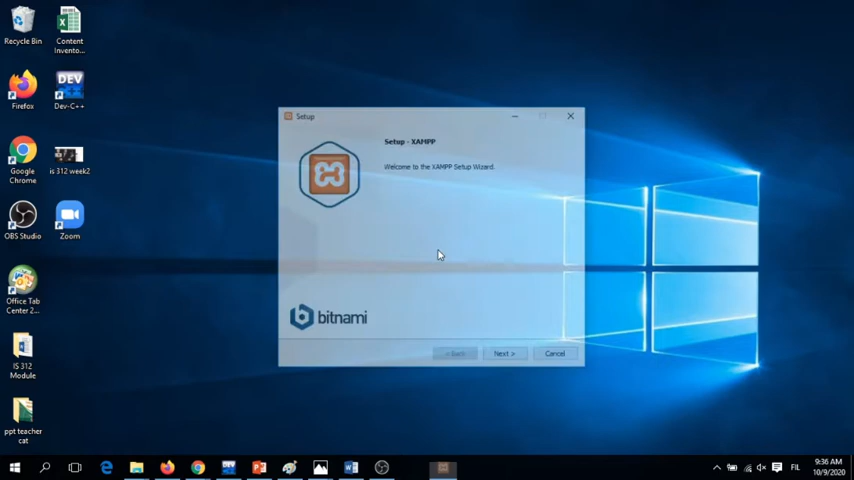 Recycle Bin
Content
Invento...
Firefox
DEV
Dev-C++
Google
Chrome
is 312 week2
OBS Studio
Zoom
Office Tab
Center 2...
IS 312
Module
ppt teacher
cat
Setup
Setup - XAMPP
Welcome to the XAMPP Setup Wizard.
bitnami
< Back
Next >
Cancel
DEV
FIL
9:36 AM
10/9/2020